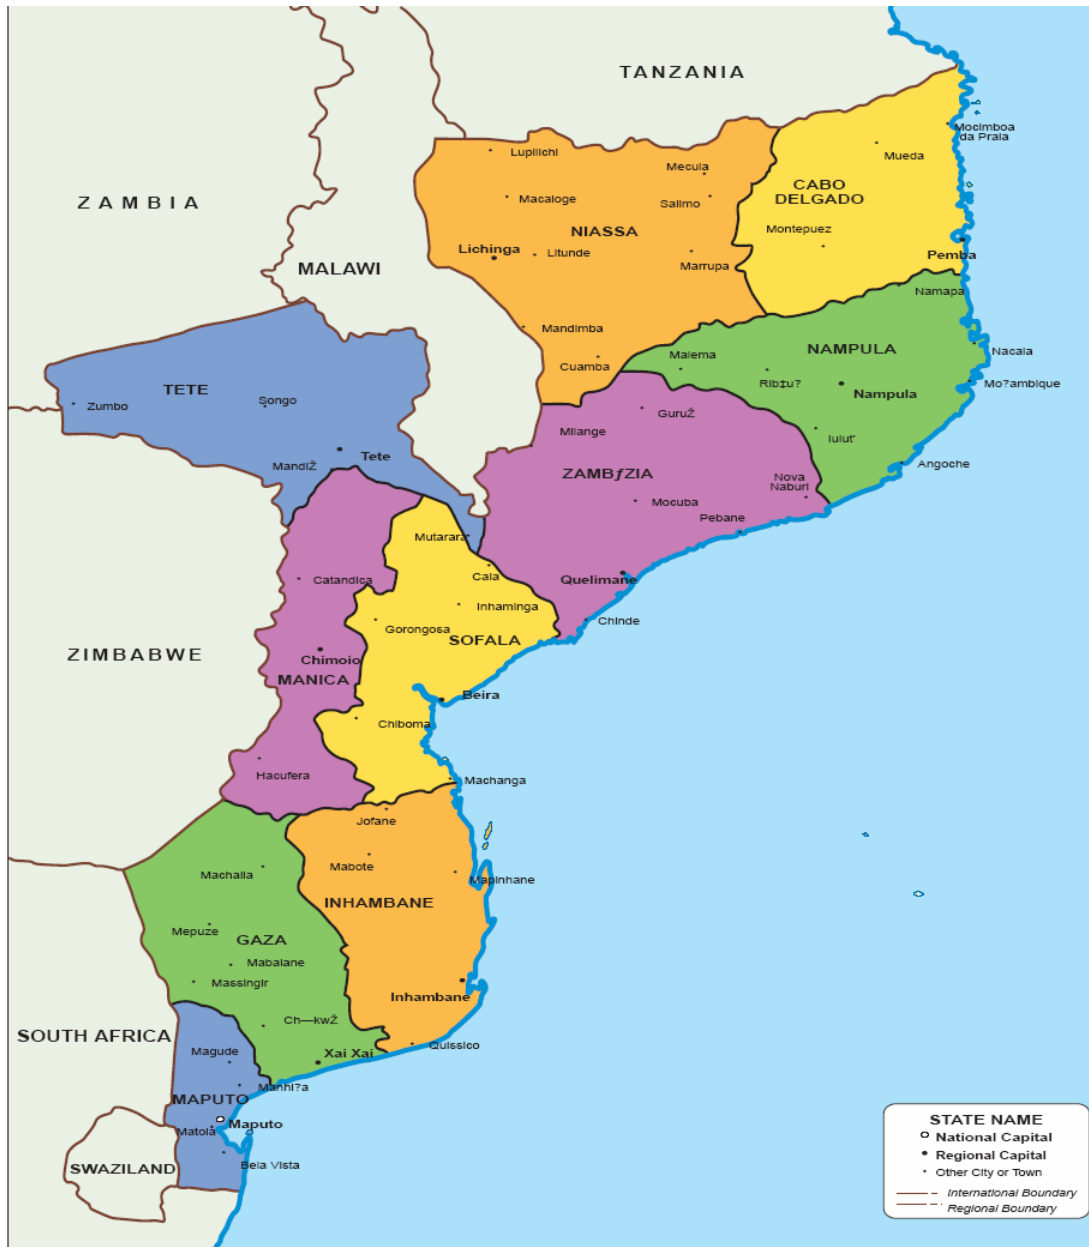 TANZANIA
Mocimboa
da Praia
Lupilichi
Mueda
Mecula
CABO
DELGADO
ZAMBIA
Macaloge
Salimo
NIASSA
Montepuez
Lichinga
Litunde
Marrupa
Pemba
MALAWI
Namapa
Mandimba
NAMPULA
Nacala
Malema
Cuamba
TETE
Rib‡u?
Mo?ambique
Nampula
Zumbo
Songo
GuruŽ
Milange
Iulut'
Tete
MandiŽ
Angoche
ZAMBƒZIA
Nova
Naburi
Mocuba
Pebane
Mutarara
Caia
Catandica
Quelimane
Inhaminga
Chinde
Gorongosa
SOFALA
ZIMBABWE
Chimoio
MANICA
Beira
Chiboma
Hacufera
Machanga
Jofane
Mabote
Machaila
Mapinhane
INHAMBANE
Mepuze
GAZA
Mabalane
Massingir
Inhambane
Ch—kwŽ
SOUTH AFRICA
Quissico
Magude
Xai Xai
Manhi?a
MAPUTO
Maputo
Matola
Bela Vista
SWAZILAND
STATE NAME
National Capital
Regional Capital
Other City or Town
International Boundary
Regional Boundary